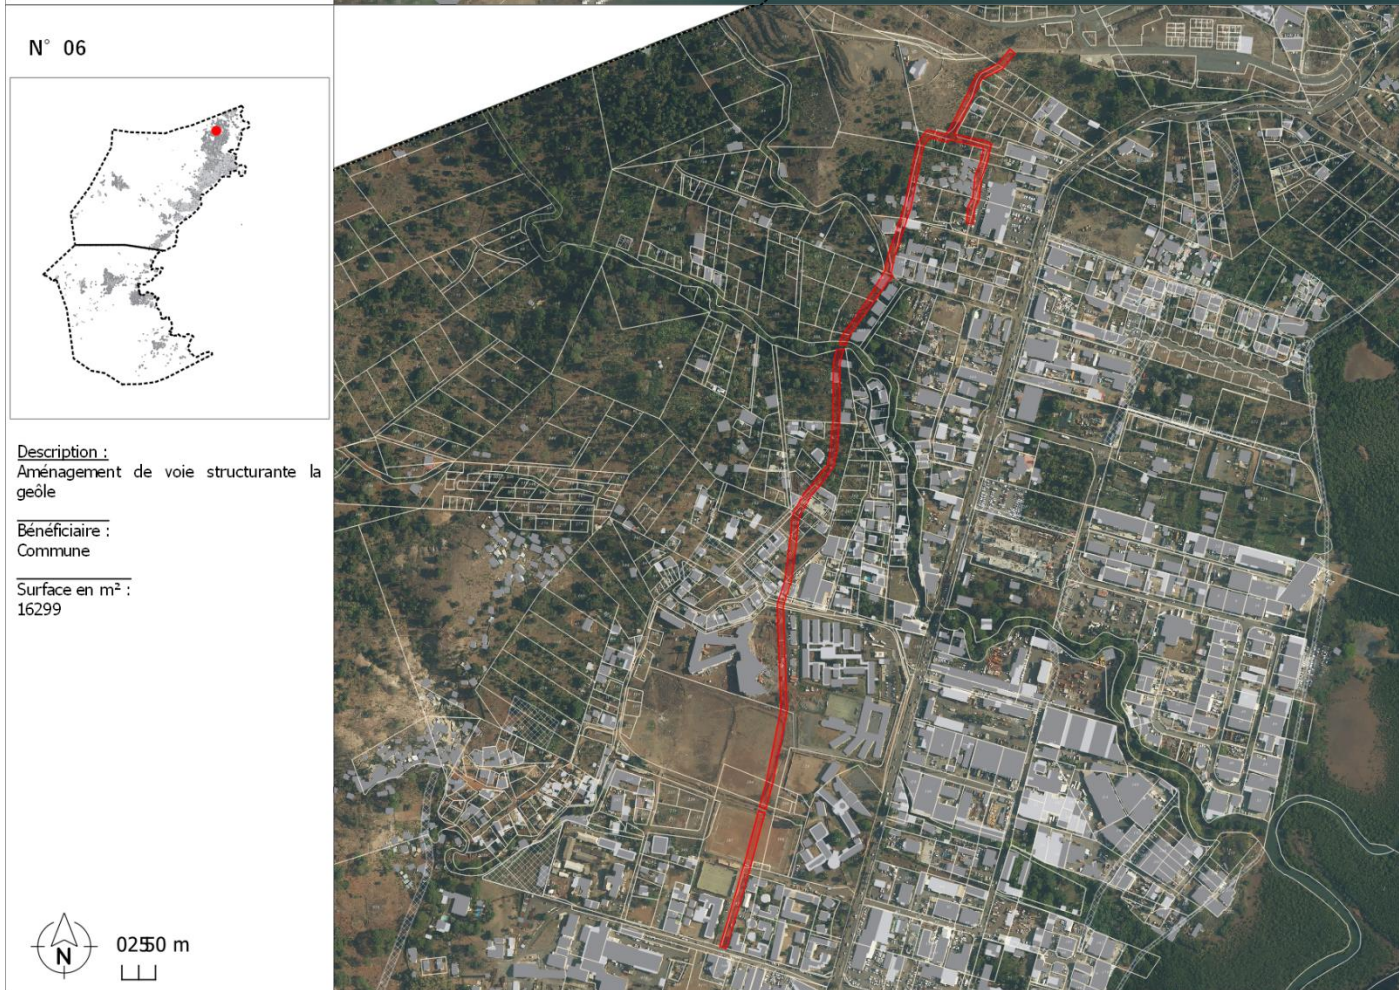 N° 06
Description :
Aménagement de voie structurante la
geôle
Bénéficiaire :
Commune
Surface en m² :
16299
N
02550 m